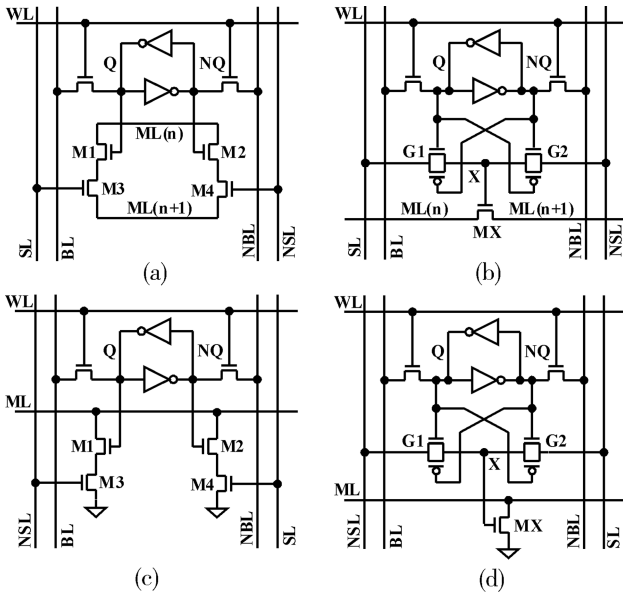 WL
Q
NQ
ML(n)
M1
M2
M3
M4
ML(n+1)
SL
BL
NBL
NSL
(a)
WL
Q
NQ
G1
G2
X
ML(n)
ML(n+1)
MX
SL
BL
NBL
NSL
(b)
WL
Q
NQ
ML
M1
M2
M3
M4
NSL
BL
NBL
SL
(c)
WL
Q
NQ
G1
G2
X
ML
MX
NSL
BL
NBL
SL
(d)